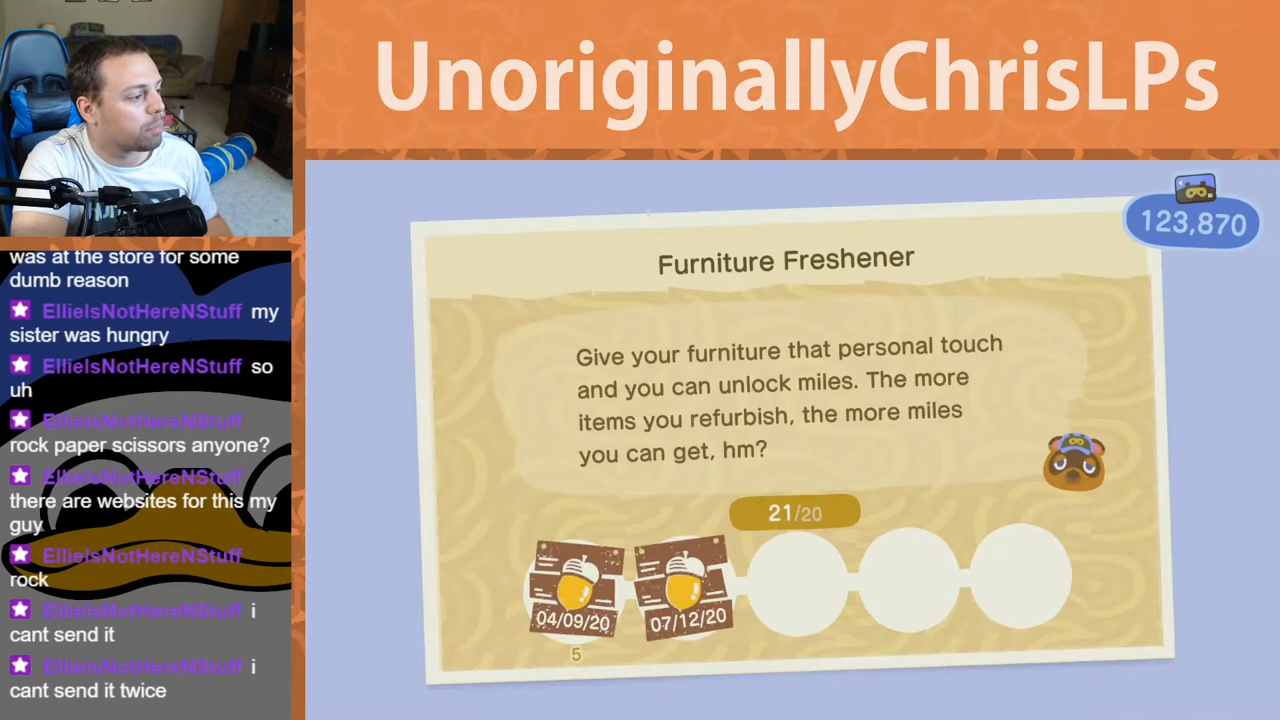 UnoriginallyChrisLPs
123,870
Furniture Freshener
Give your furniture that personal touch
and you can unlock miles. The more
items you refurbish, the more miles
you can get, hm?
21/20
04/09/20
07/12/20
5
was at the store for some
dumb reason
EllieIsNotHereNStuff my
sister was hungry
EllieIsNotHereNStuff so
uh
EllieIsNotHereNStuff
rock paper scissors anyone?
EllieIsNotHereNStuff
there are websites for this my
guy
EllieIsNotHereNStuff
rock
EllieIsNotHereNStuff i
cant send it
EllieIsNotHereNStuff i
cant send it twice